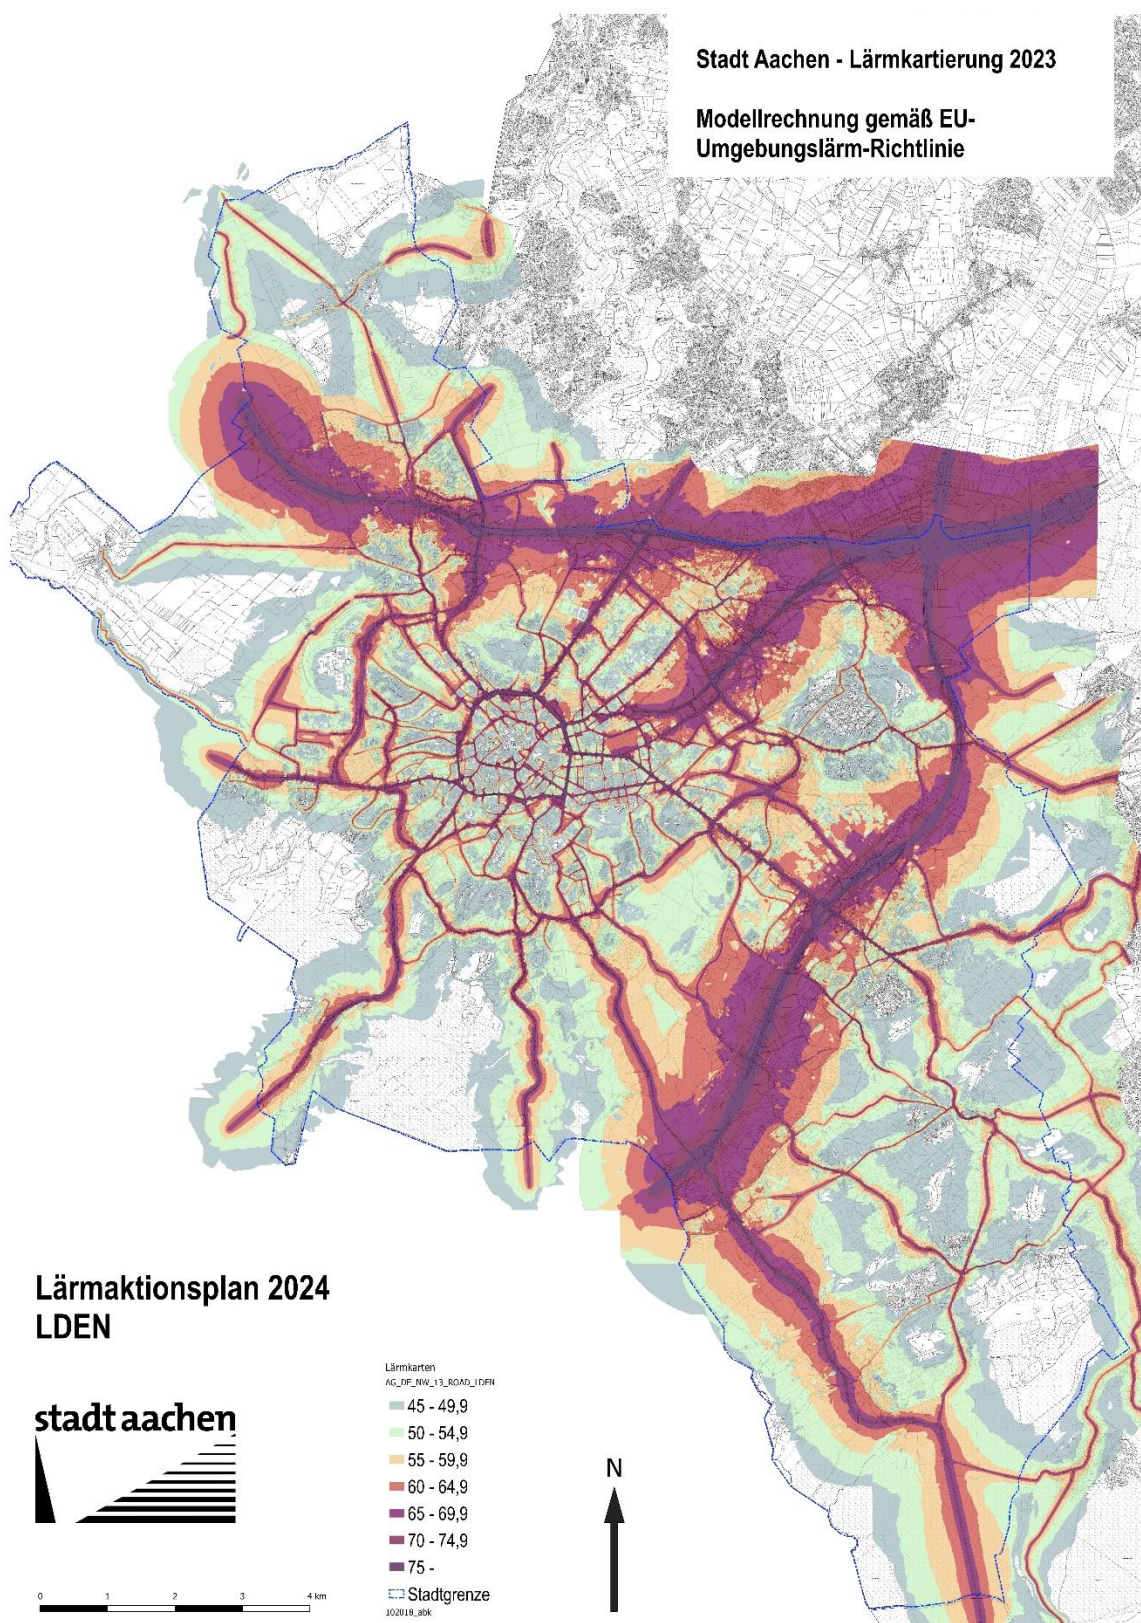 Stadt Aachen - Lärmkartierung 2023
Modellrechnung gemäß EU-
Umgebungslärm-Richtlinie
Lärmaktionsplan 2024
LDEN
stadt aachen
Lärmkarten
AG_DE_NW_13_ROAD_LDEN
45 - 49,9
50 - 54,9
55 - 59,9
60 - 64,9
65 - 69,9
70 - 74,9
75 -
Stadtgrenze
102018_abk
N
0 1 2 3 4 km